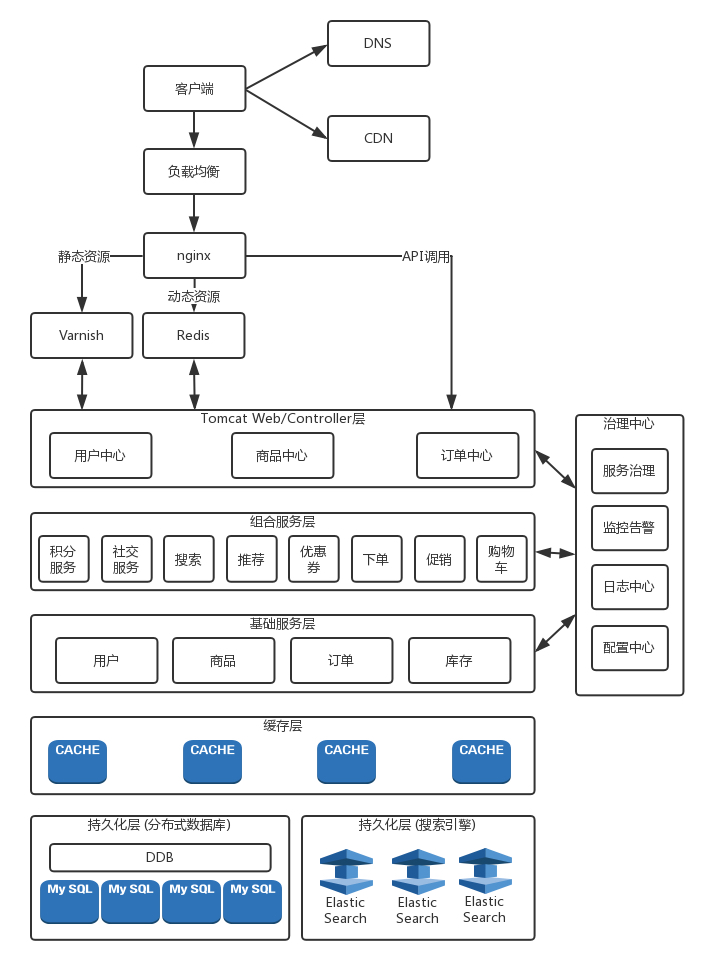 DNS
客户端
CDN
负载均衡
nginx
静态资源
API调用
动态资源
Varnish
Redis
Tomcat Web/Controller层
用户中心
商品中心
订单中心
治理中心
服务治理
监控告警
日志中心
配置中心
组合服务层
积分
服务
社交
服务
搜索
推荐
优惠
券
下单
促销
购物
车
基础服务层
用户
商品
订单
库存
缓存层
CACHE
CACHE
CACHE
CACHE
持久化层 (分布式数据库)
DDB
My SQL
My SQL
My SQL
My SQL
持久化层 (搜索引擎)
Elastic
Search
Elastic
Search
Elastic
Search